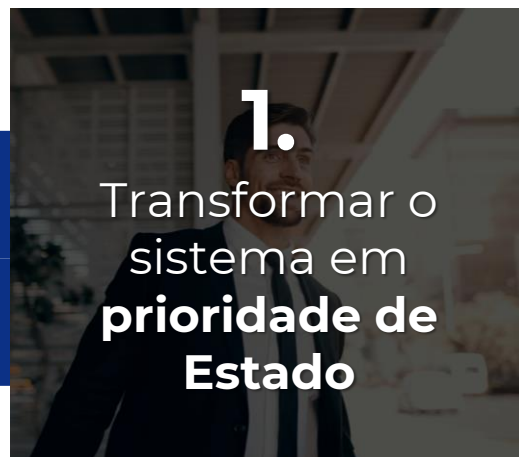 1.
Transformar o
sistema em
prioridade de
Estado